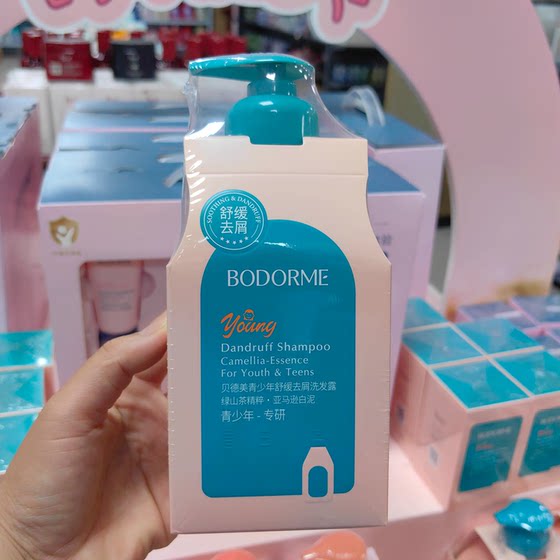 SOOTHING & DANDRUFF
舒缓
去屑
BODORME
Young
Dandruff Shampoo
Camellia-Essence
For Youth & Teens
贝德美青少年舒缓去屑洗发露
绿山茶精粹·亚马逊白泥
青少年-专研
BODORME